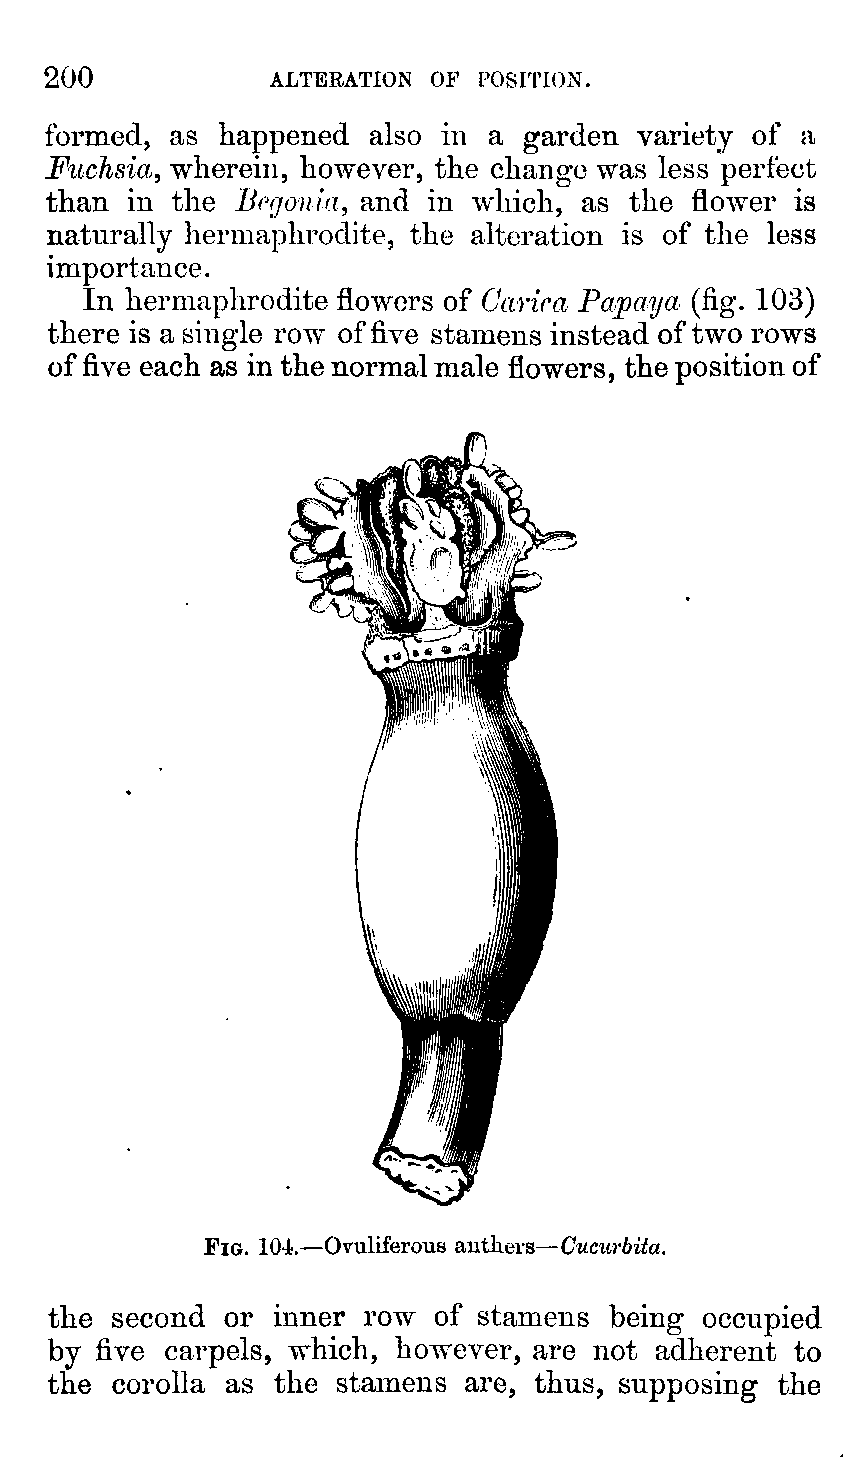 200 ALTERATION OF POSITION.
formed, as happened also in a garden variety of a
Fuchsia, wherein, however, the change was less perfect
than in the Begonia, and in which, as the flower is
naturally hermaphrodite, the alteration is of the less
importance.
In hermaphrodite flowers of Carica Papaya (fig. 103)
there is a single row of five stamens instead of two rows
of five each as in the normal male flowers, the position of
FIG. 104.—Ovuliferous anthers—Cucurbita.
the second or inner row of stamens being occupied
by five carpels, which, however, are not adherent to
the corolla as the stamens are, thus, supposing the